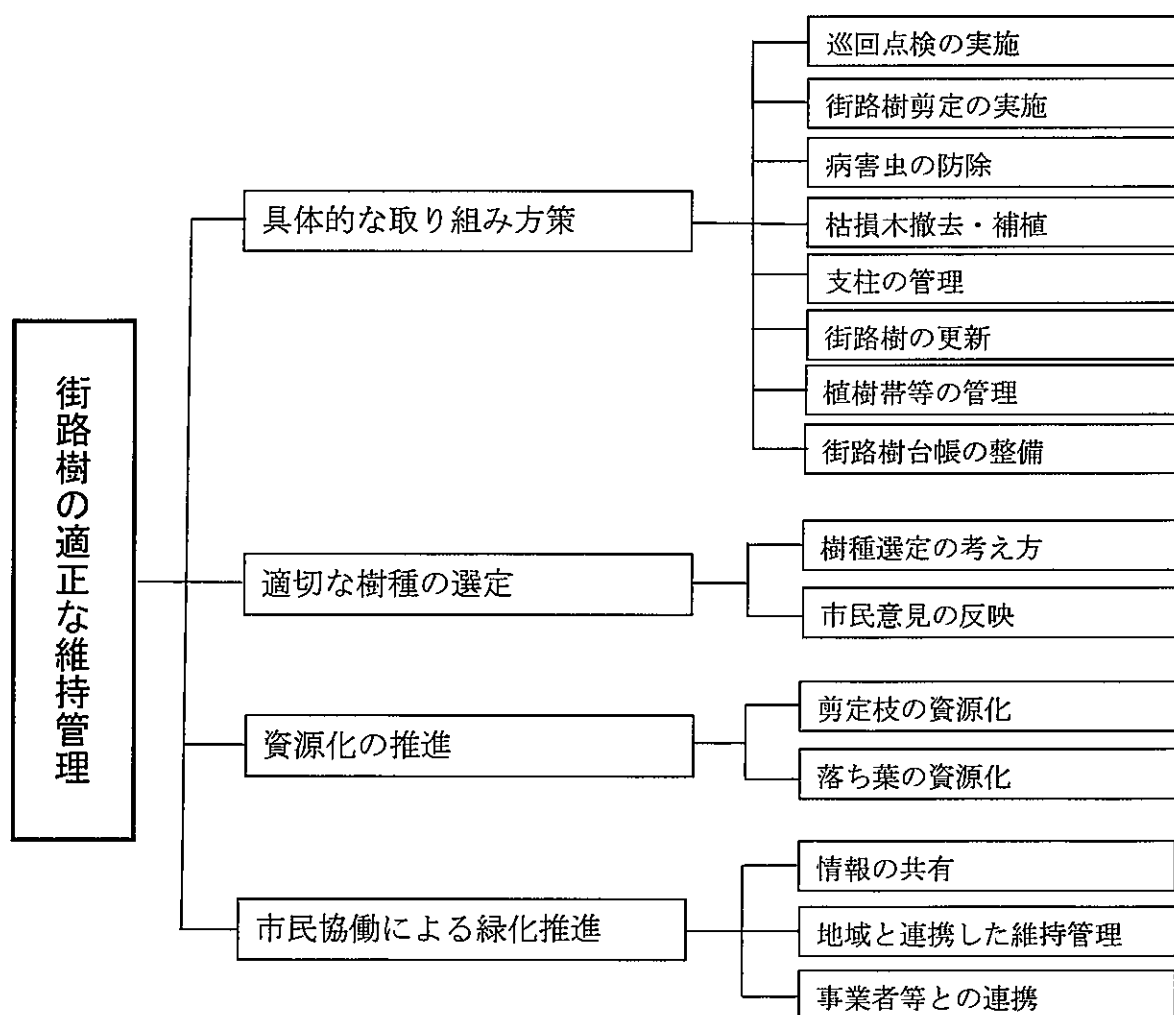 街路樹の適正な維持管理
具体的な取り組み方策
巡回点検の実施
街路樹剪定の実施
病害虫の防除
枯損木撤去・補植
支柱の管理
街路樹の更新
植樹帯等の管理
街路樹台帳の整備
適切な樹種の選定
樹種選定の考え方
市民意見の反映
資源化の推進
剪定枝の資源化
落ち葉の資源化
市民協働による緑化推進
情報の共有
地域と連携した維持管理
事業者等との連携